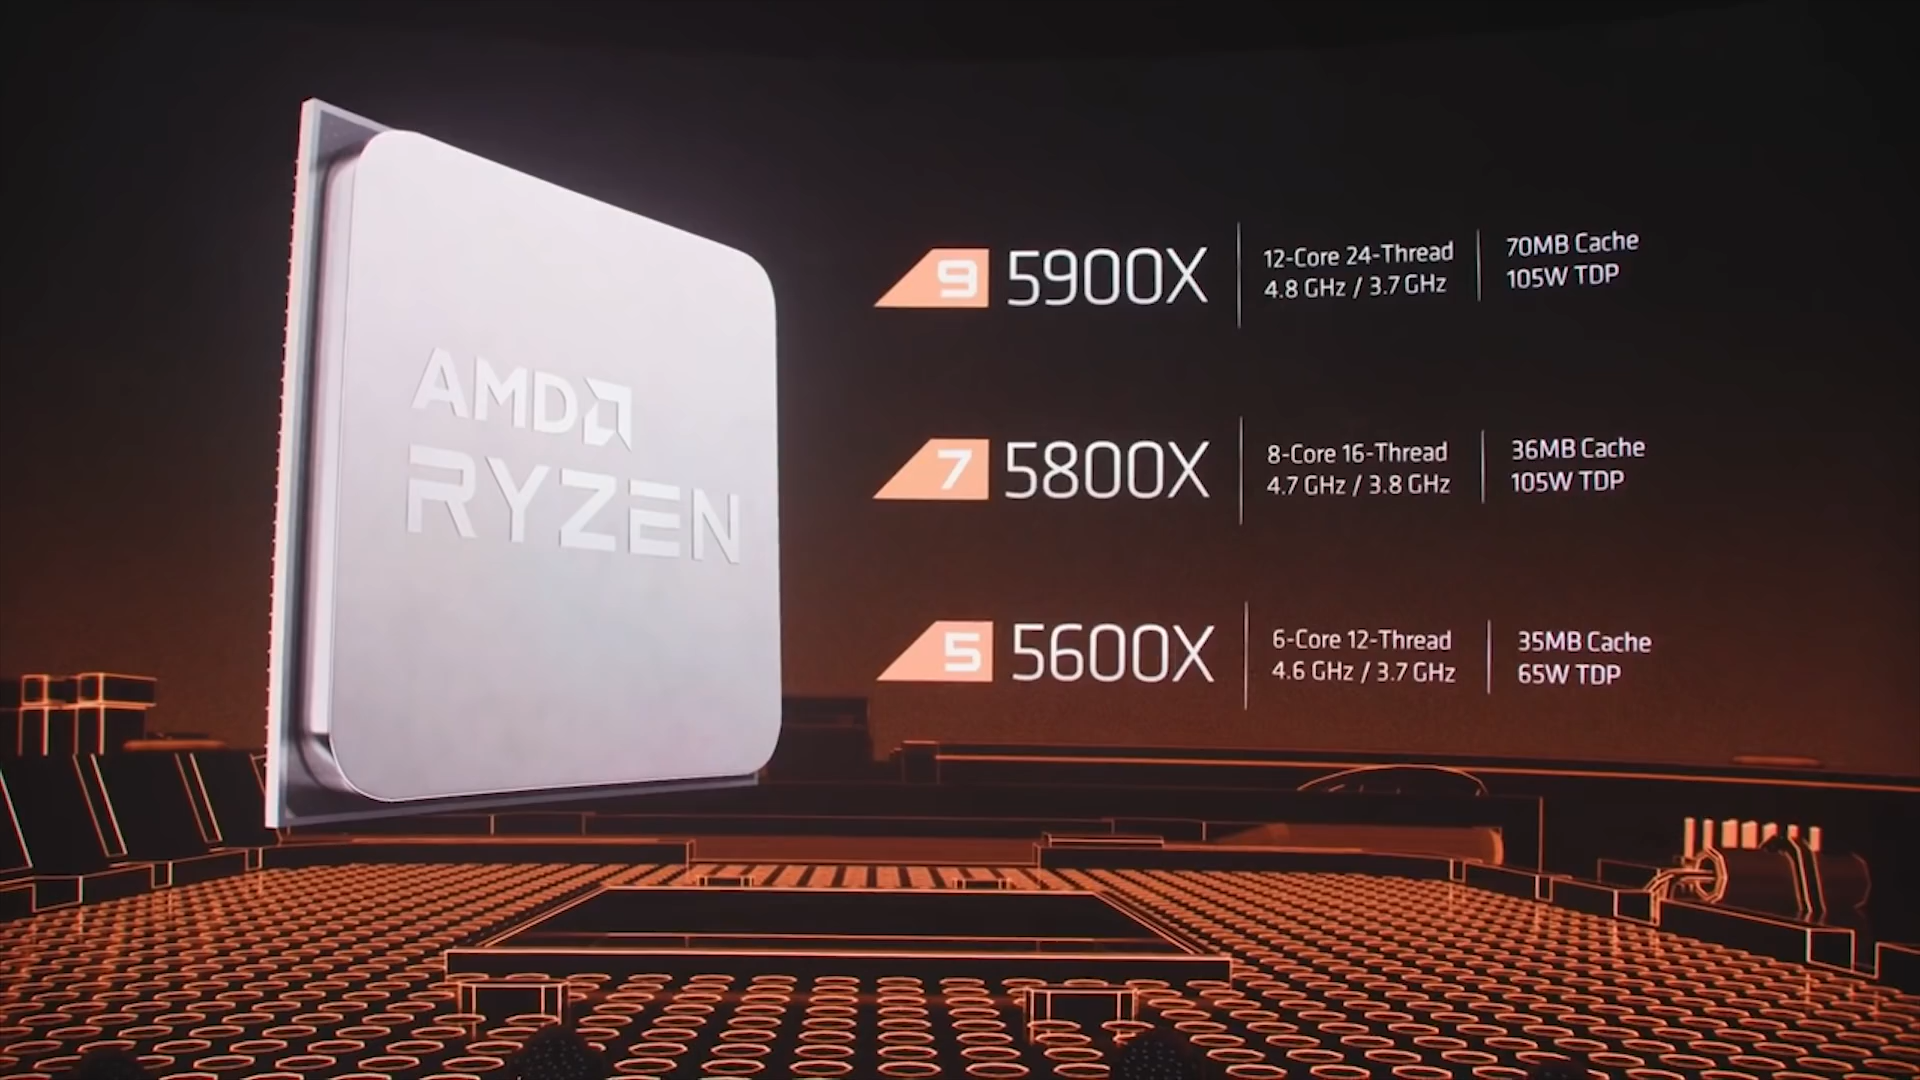 AMD
RYZEN
9 5900X
12-Core 24-Thread
4.8 GHz / 3.7 GHz
70MB Cache
105W TDP
7 5800X
8-Core 16-Thread
4.7 GHz / 3.8 GHz
36MB Cache
105W TDP
5 5600X
6-Core 12-Thread
4.6 GHz / 3.7 GHz
35MB Cache
65W TDP